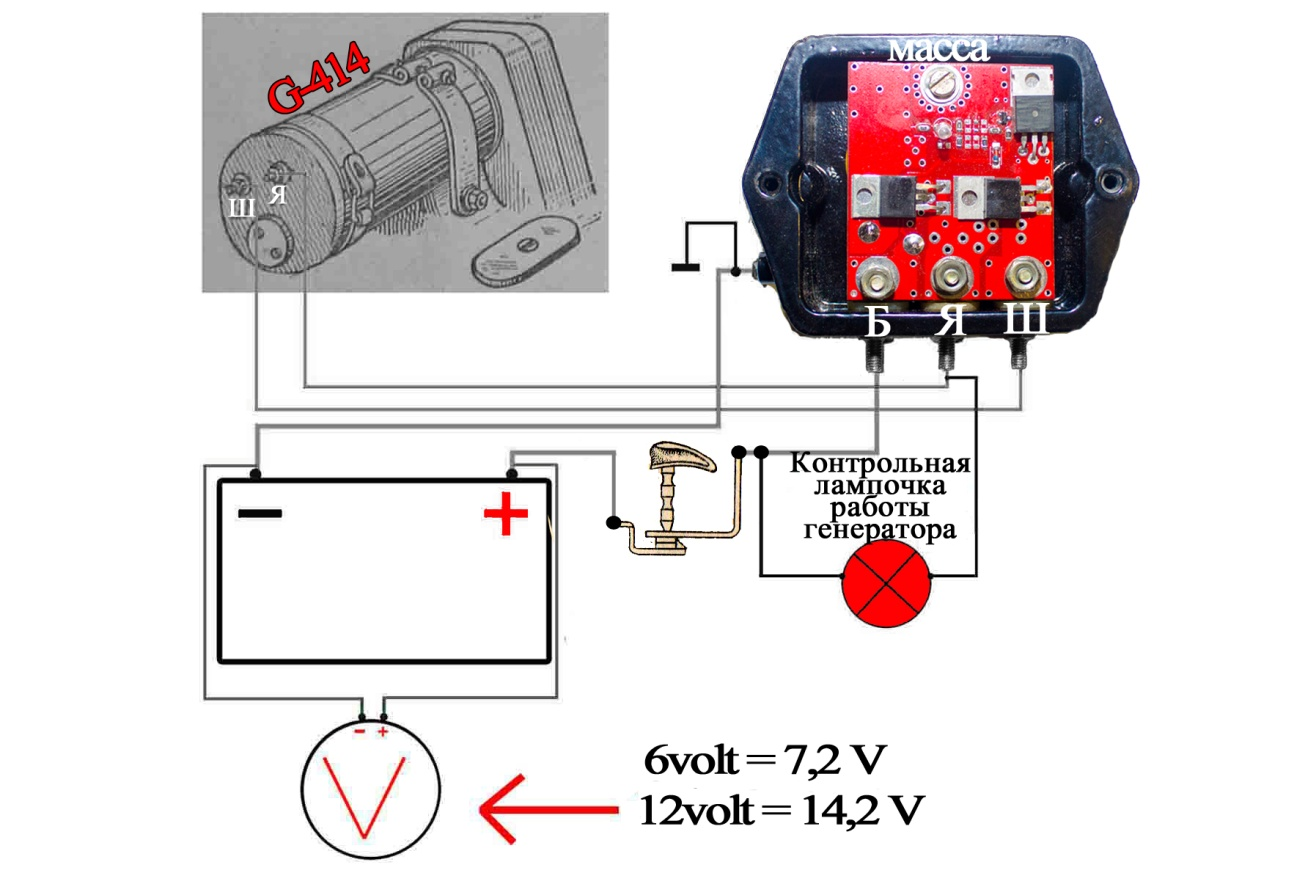 G-414
Ш
Я
масса
Б Я Ш
Контрольная
лампочка
работы
генератора
− +
− +
V
6volt = 7,2 V
12volt = 14,2 V